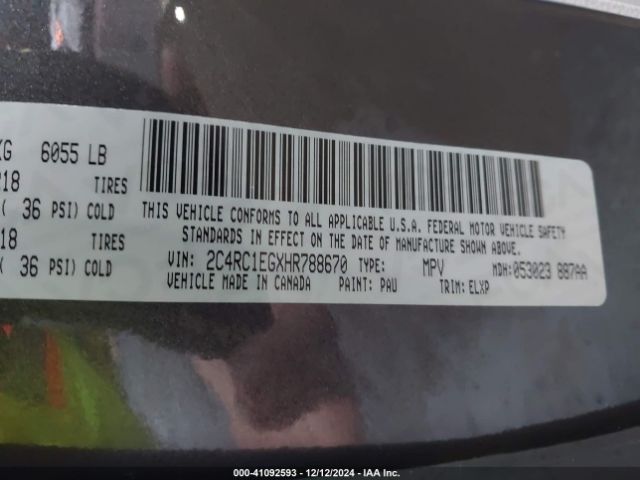 KG 6055 LB
R18 TIRES
( 36 PSI) COLD
R18 TIRES
( 36 PSI) COLD
THIS VEHICLE CONFORMS TO ALL APPLICABLE U.S.A. FEDERAL MOTOR VEHICLE SAFETY
STANDARDS IN EFFECT ON THE DATE OF MANUFACTURE SHOWN ABOVE.
VIN: 2C4RC1EGXHR788670 TYPE: MPV MDH: 053023 887AA
VEHICLE MADE IN CANADA PAINT: PAU TRIM: ELXP
000-41092593 - 12/12/2024 - IAA Inc.